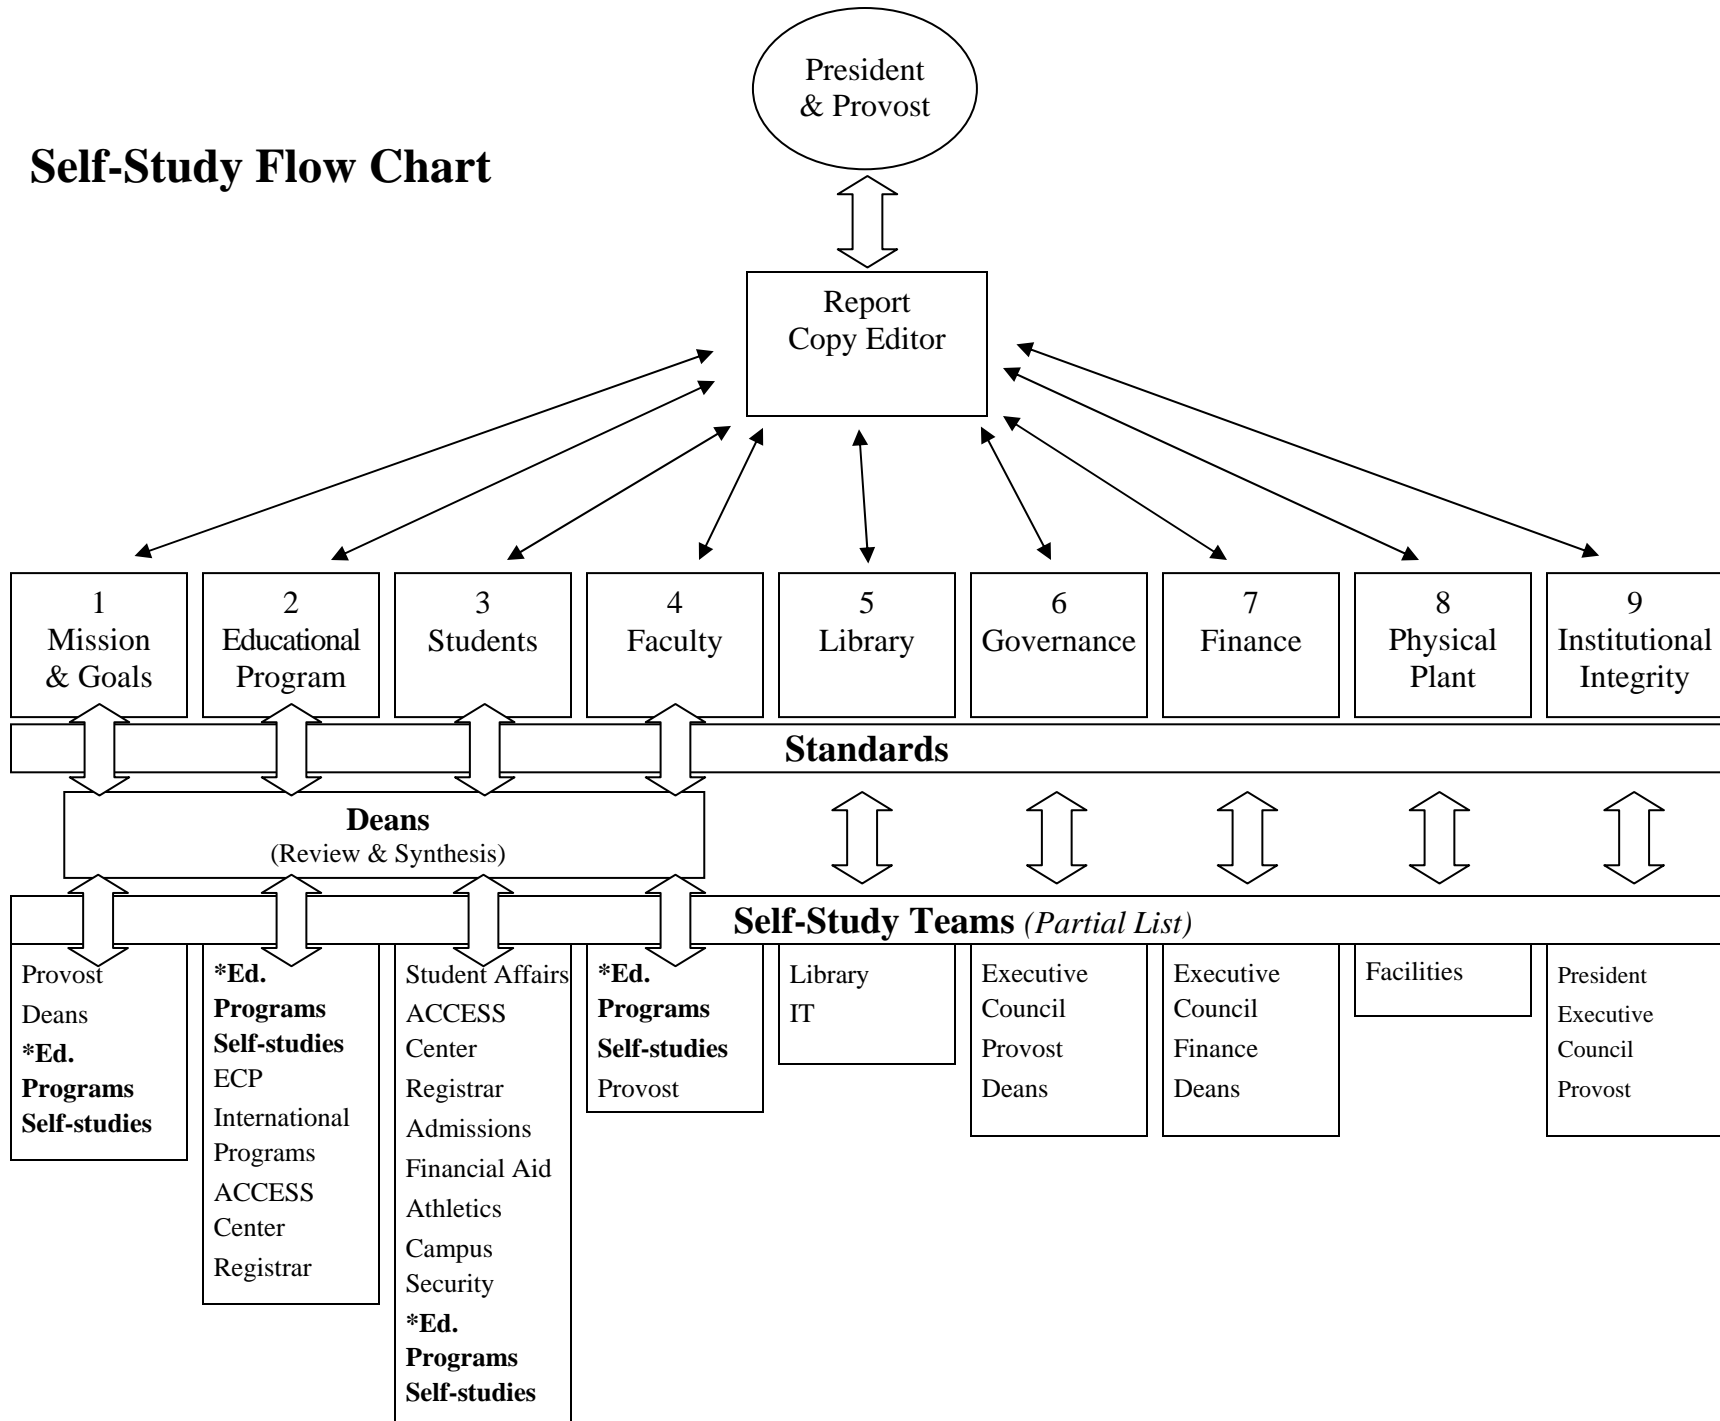 President
& Provost
Self-Study Flow Chart
Report
Copy Editor
1
Mission
& Goals
2
Educational
Program
3
Students
4
Faculty
5
Library
6
Governance
7
Finance
8
Physical
Plant
9
Institutional
Integrity
Standards
Deans
(Review & Synthesis)
Self-Study Teams (Partial List)
Provost
Deans
*Ed.
Programs
Self-studies
*Ed.
Programs
Self-studies
ECP
International
Programs
ACCESS
Center
Registrar
Student Affairs
ACCESS
Center
Registrar
Admissions
Financial Aid
Athletics
Campus
Security
*Ed.
Programs
Self-studies
*Ed.
Programs
Self-studies
Provost
Library
IT
Executive
Council
Provost
Deans
Executive
Council
Finance
Deans
Facilities
President
Executive
Council
Provost